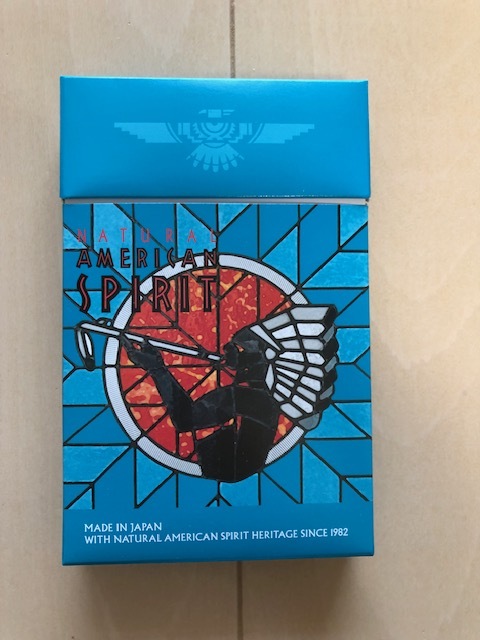 NATURAL
AMERICAN
SPIRIT
MADE IN JAPAN
WITH NATURAL AMERICAN SPIRIT HERITAGE SINCE 1982